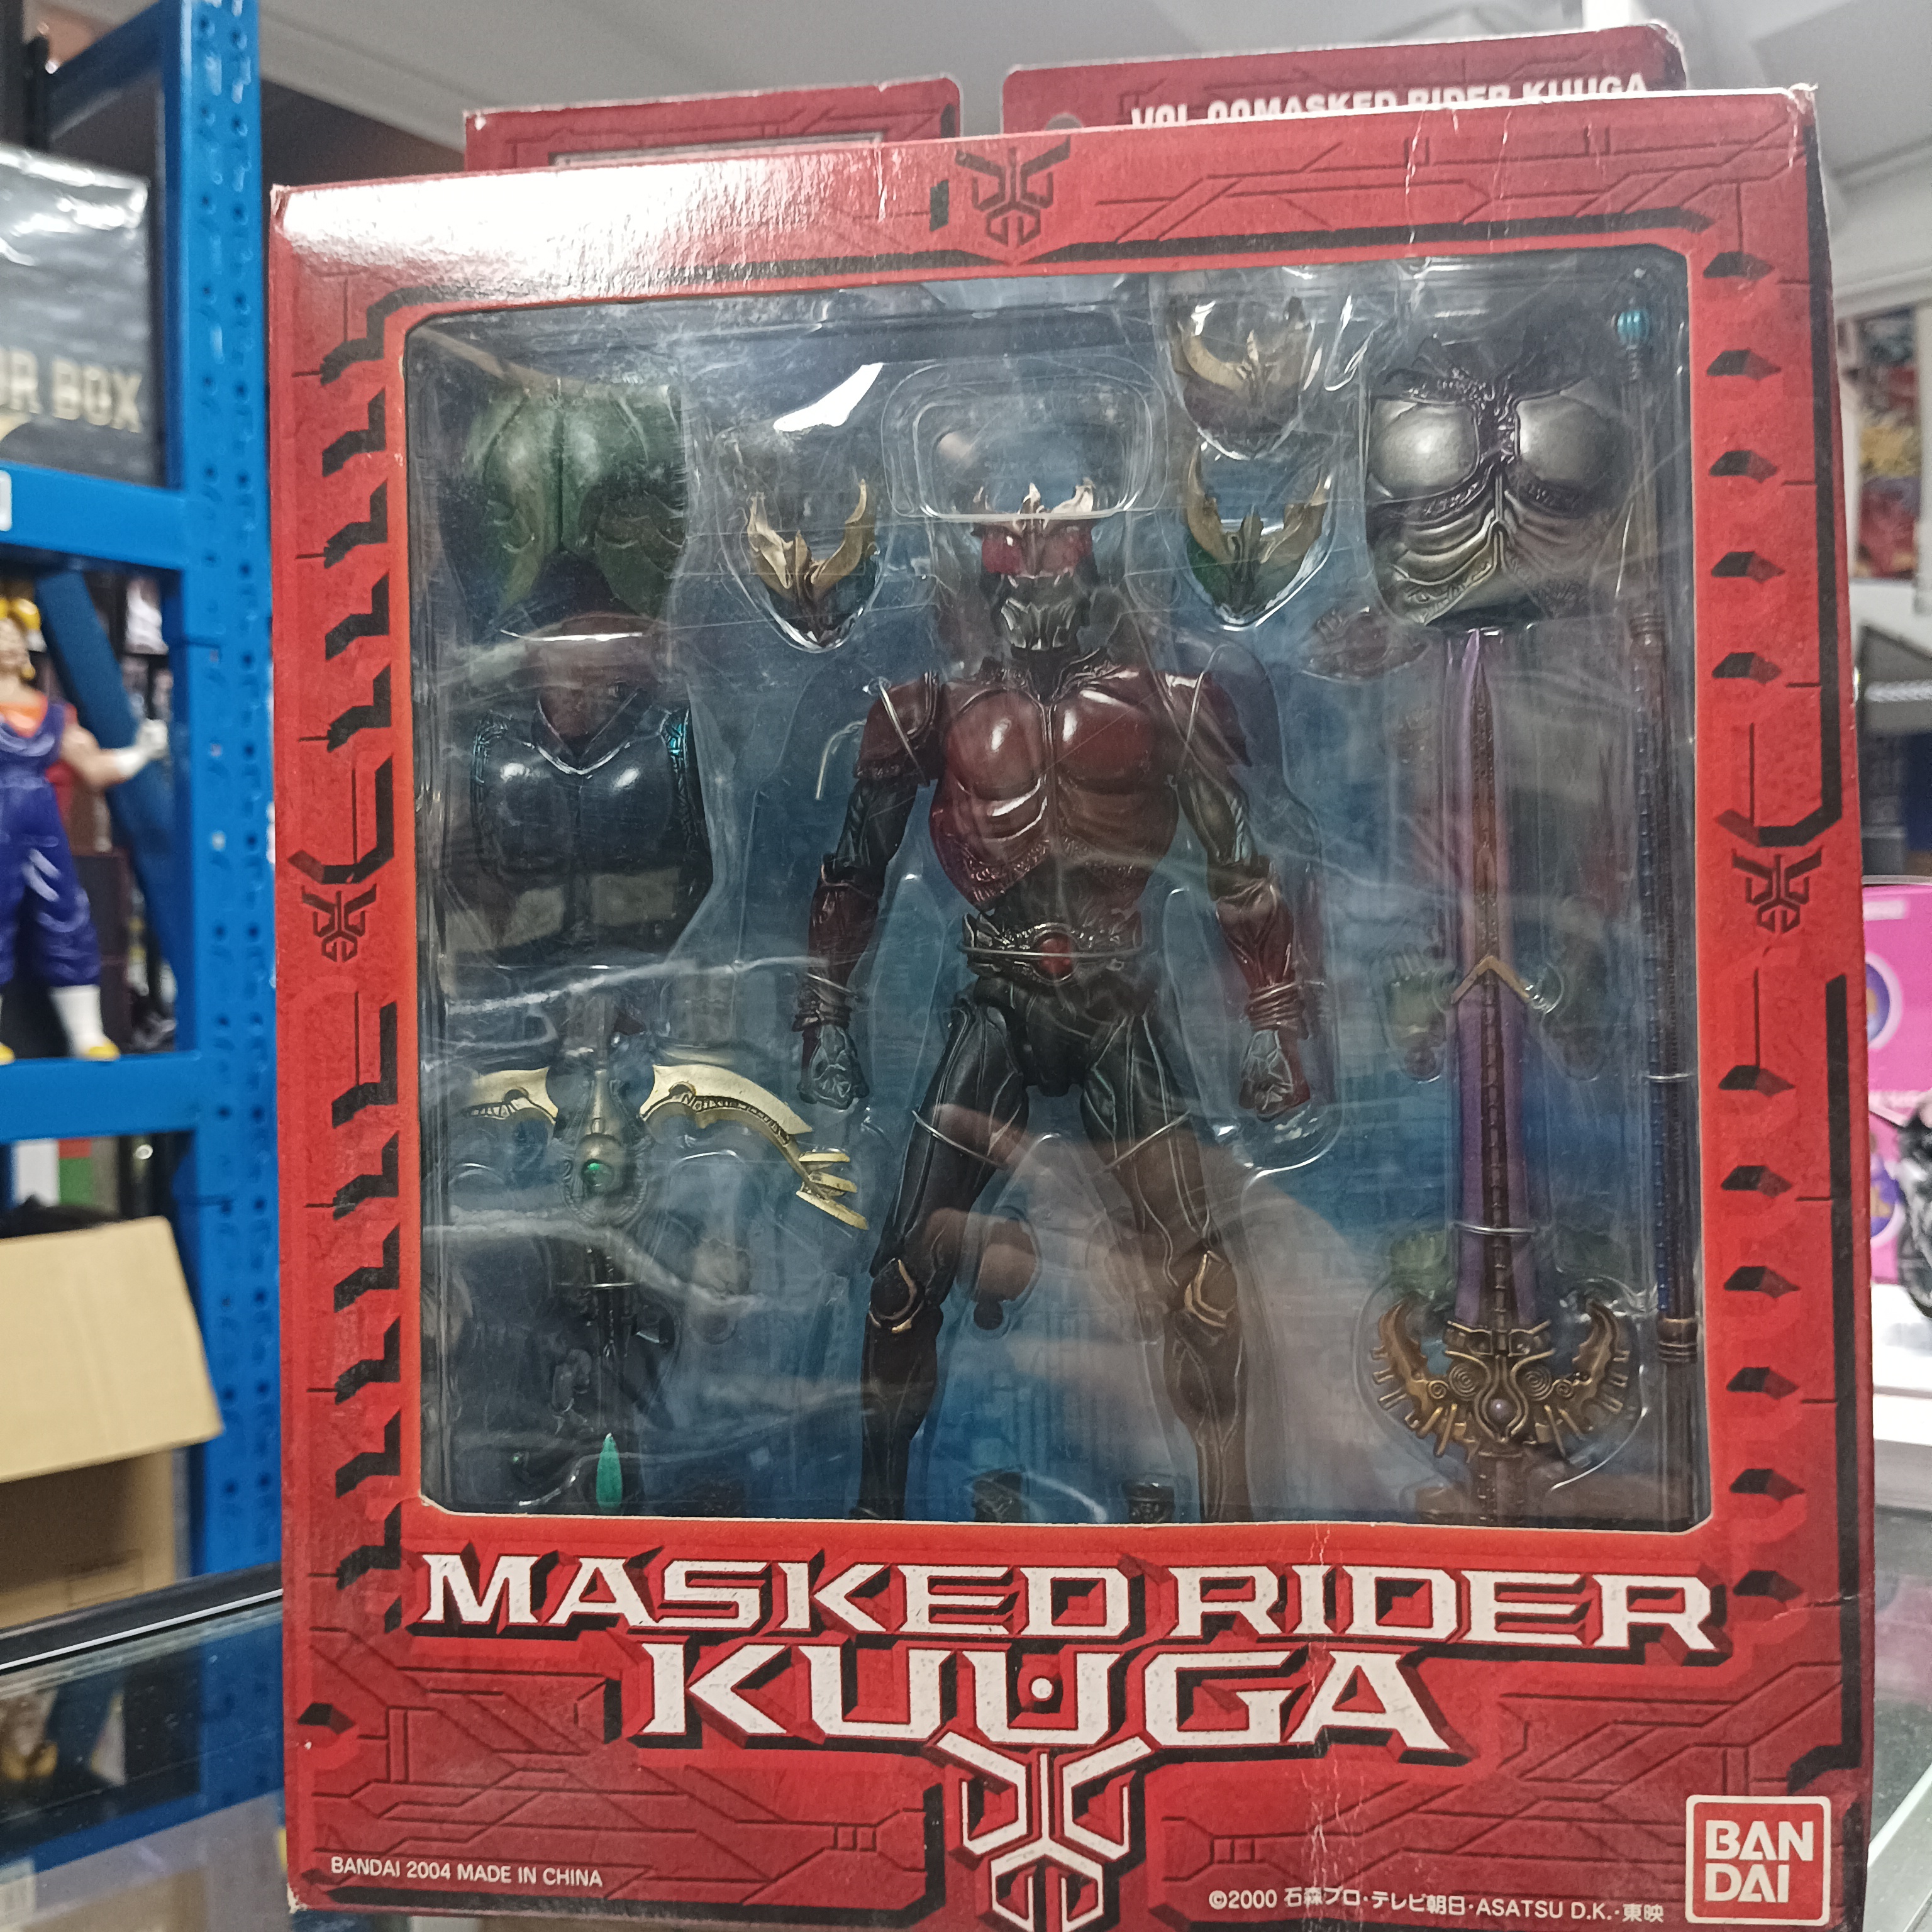 VOL.00MASKED RIDER KUUGA
OR BOX
MASKED RIDER
KUUGA
BAN
DAI
BANDAI 2004 MADE IN CHINA
©2000 石森プロ・テレビ朝日・ASATSU D.K.・東映